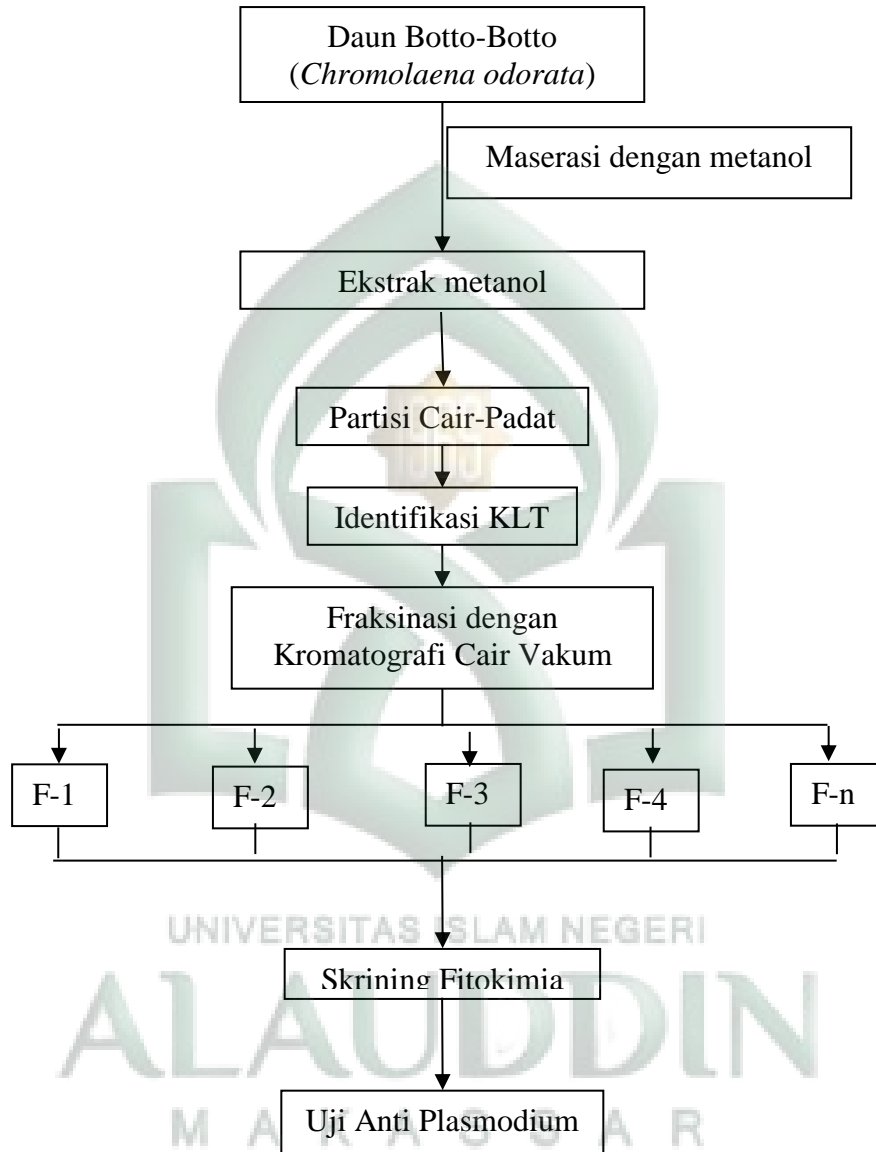 Daun Botto-Botto
(Chromolaena odorata)
Maserasi dengan metanol
Ekstrak metanol
Partisi Cair-Padat
Identifikasi KLT
Fraksinasi dengan
Kromatografi Cair Vakum
F-1
F-2
F-3
F-4
F-n
UNIVERSITAS ISLAM NEGERI
Skrining Fitokimia
ALAUDDIN
Uji Anti Plasmodium
MAKASSAR